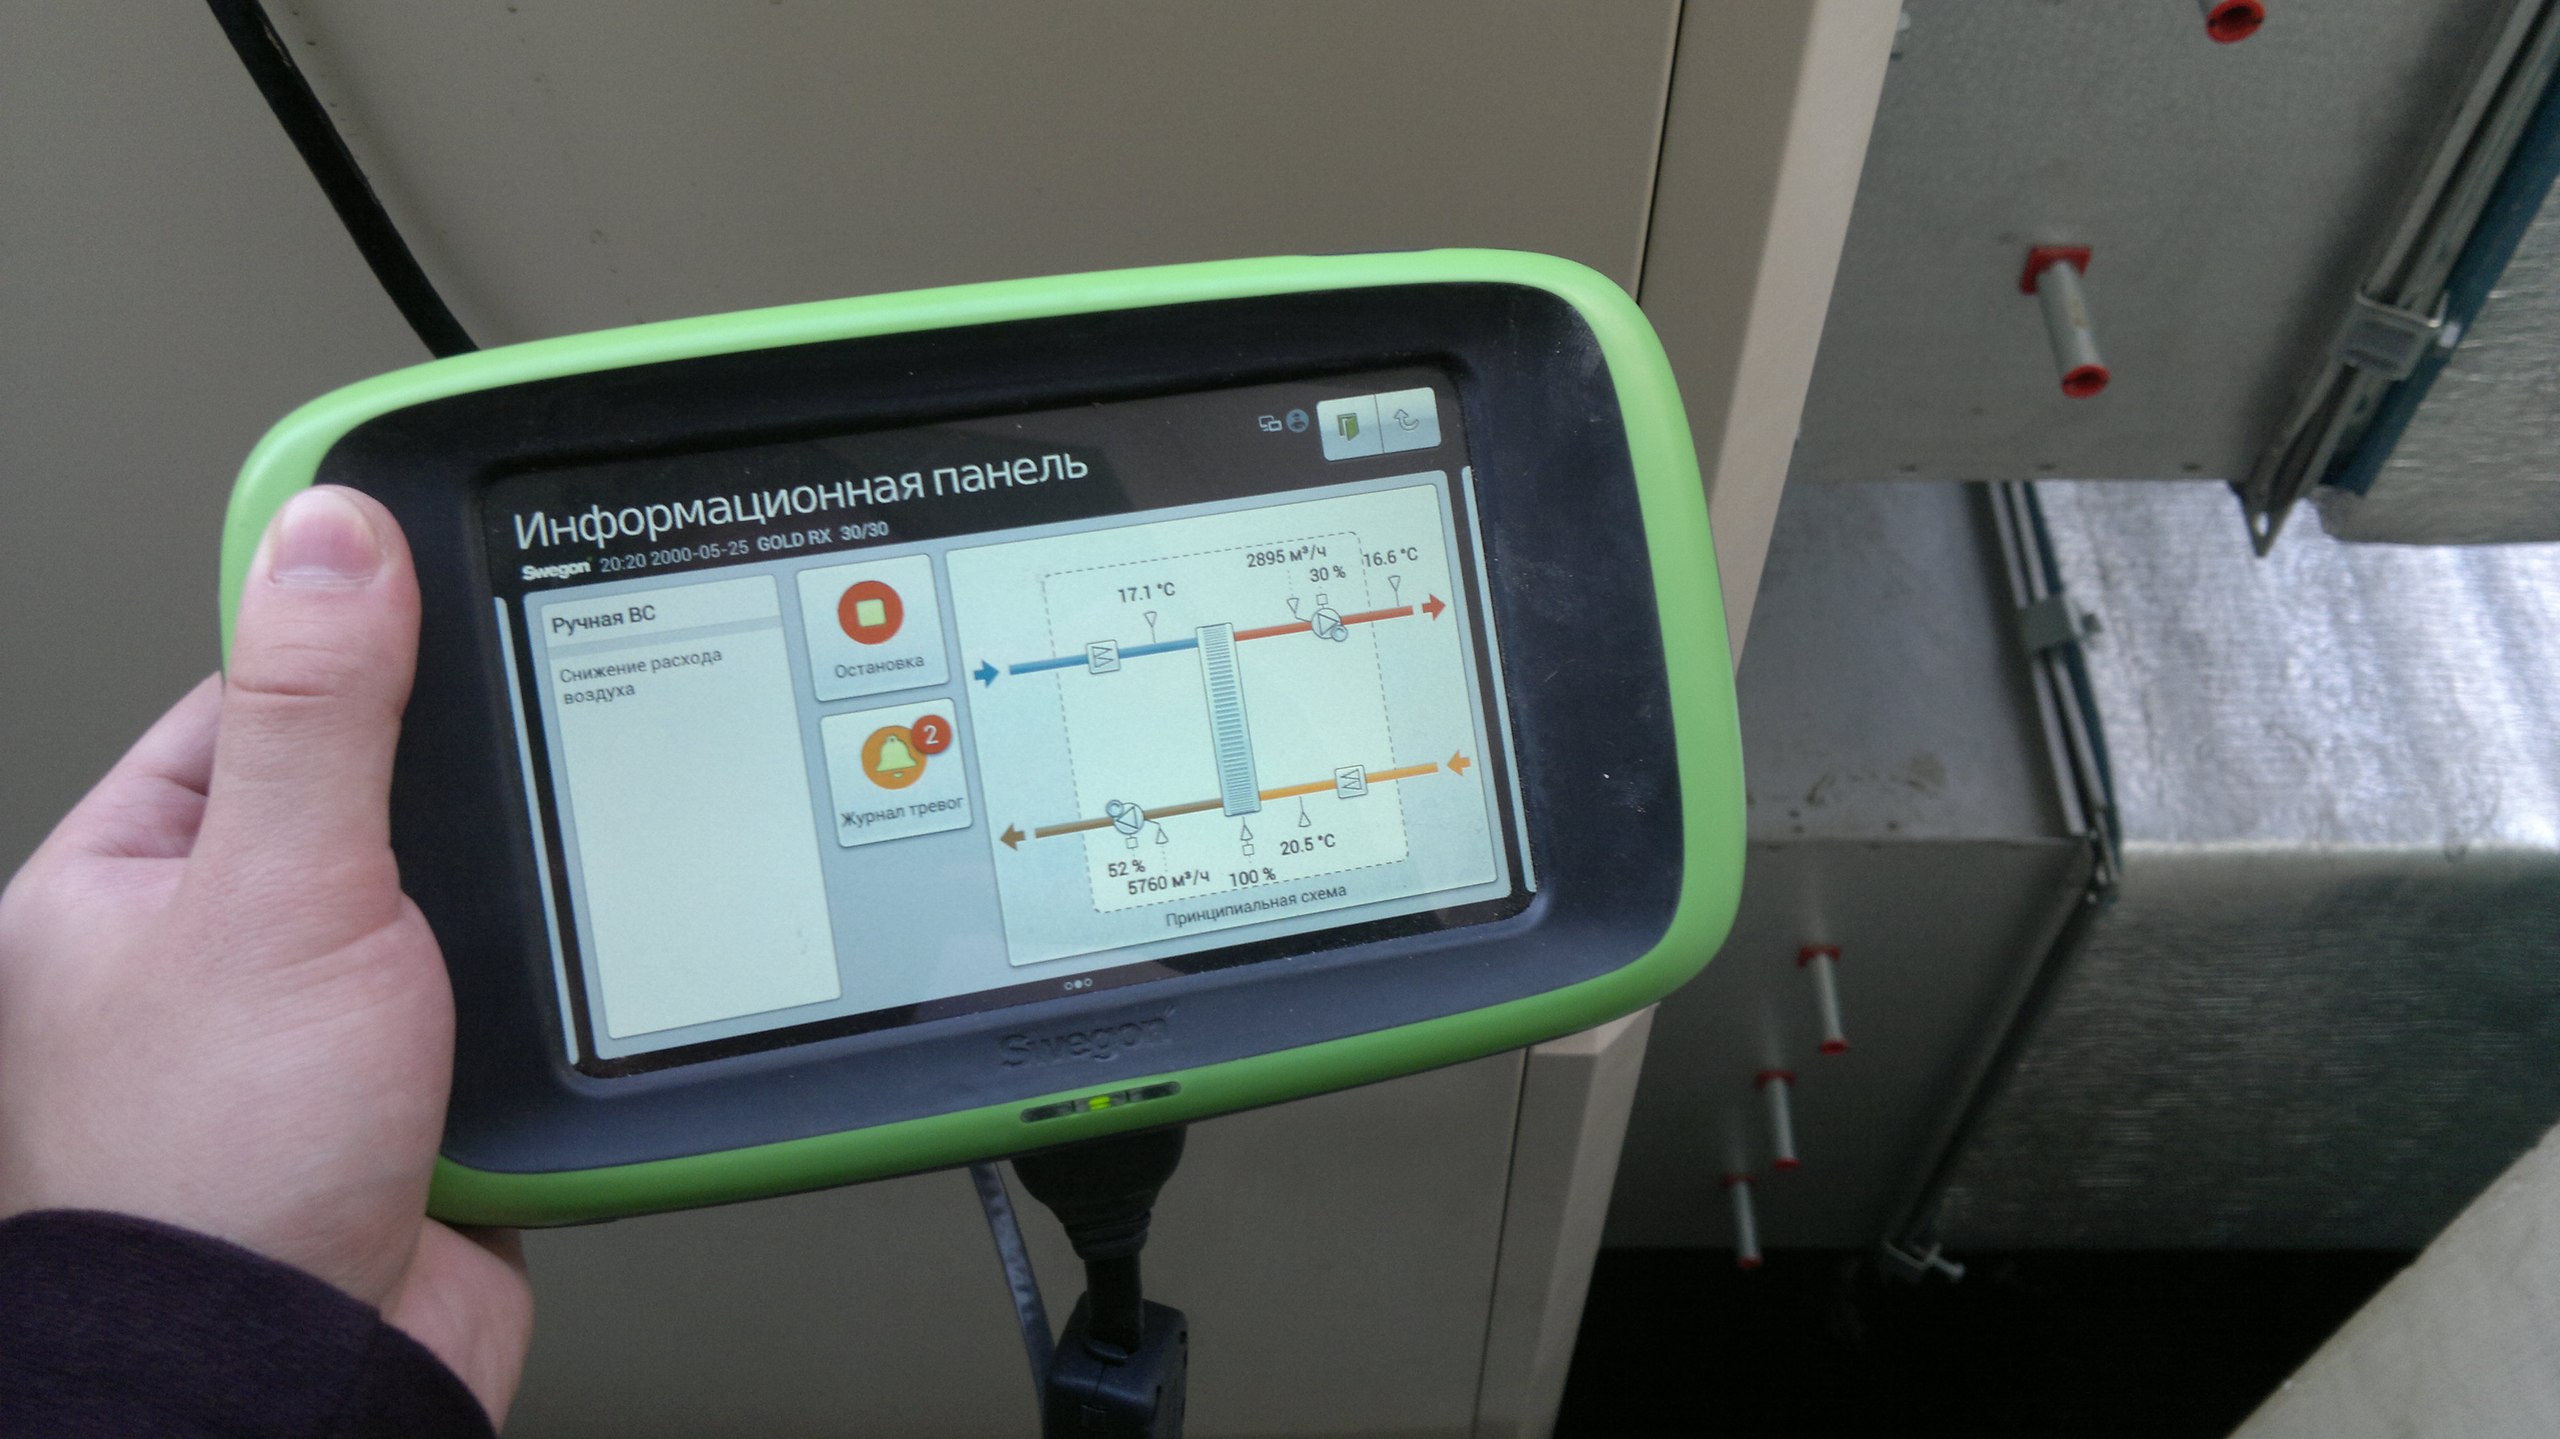 Информационная панель
Swegon 20:20 2000-05-25 GOLD RX 30/30
Ручная ВС
Снижение расхода
воздуха
Остановка
2
Журнал тревог
2895 м³/ч
16.6 °C
30 %
17.1 °C
52 %
5760 м³/ч
100 %
20.5 °C
Принципиальная схема
Swegon